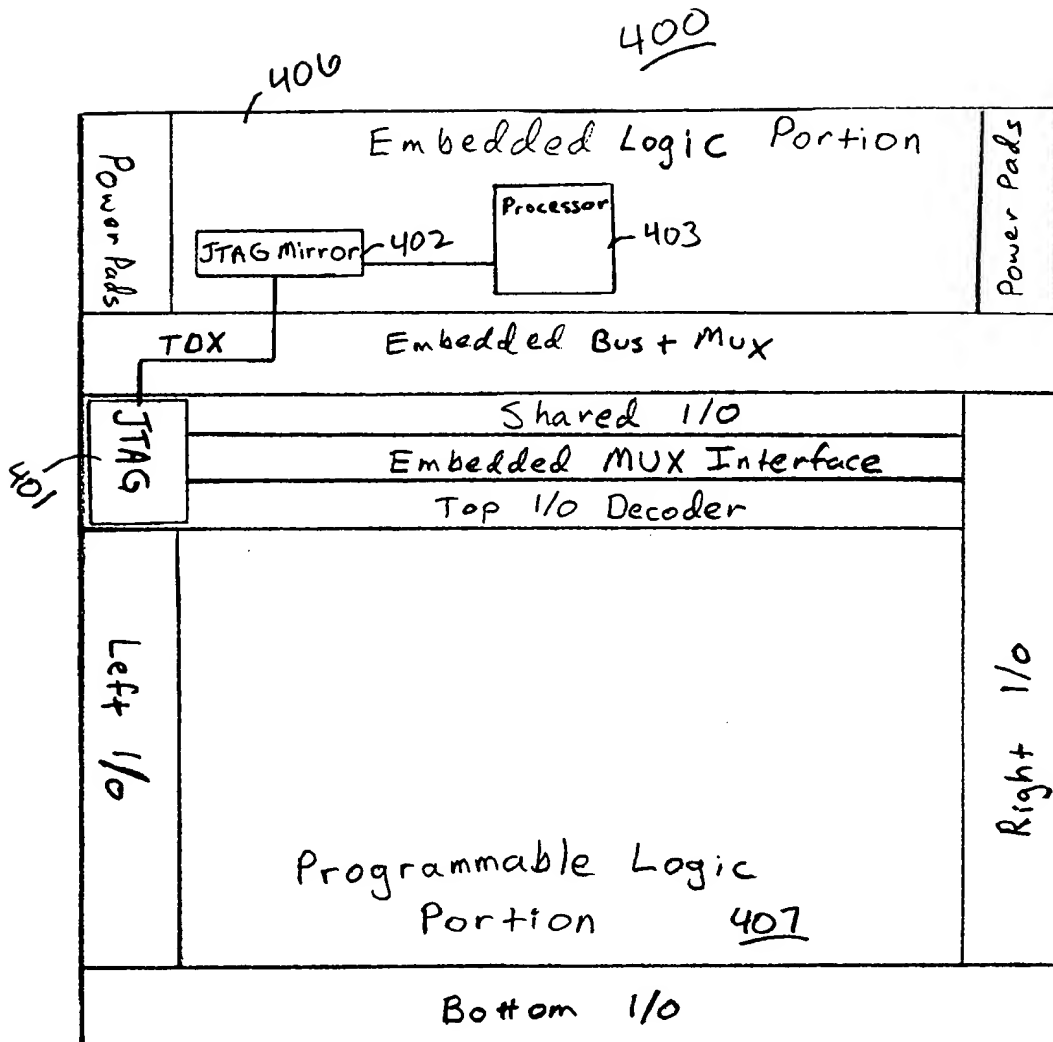 400
406
Embedded Logic Portion
Power Pads
Power Pads
Processor
JTAG Mirror
402
403
TDX
Embedded Bus + Mux
JTAG
401
Shared I/O
Embedded MUX Interface
Top I/O Decoder
Left I/O
Right I/O
Programmable Logic
Portion 407
Bottom I/O